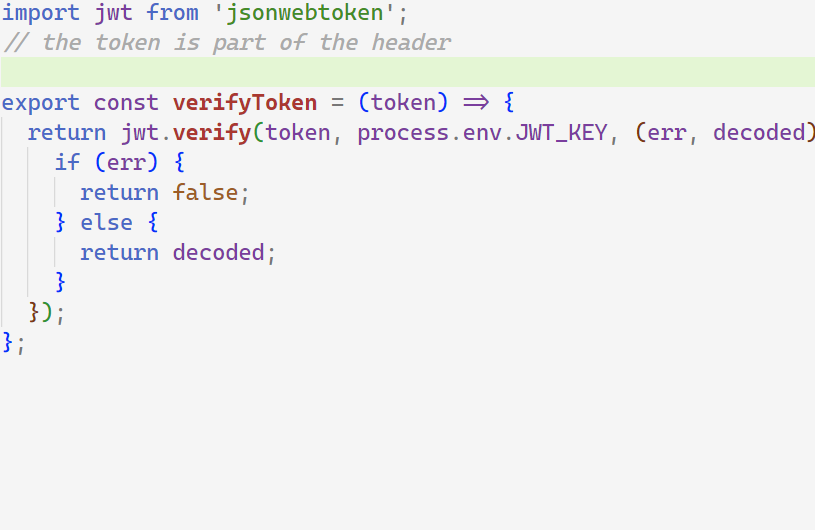 import jwt from 'jsonwebtoken';
// the token is part of the header
export const verifyToken = (token) => {
return jwt.verify(token, process.env.JWT_KEY, (err, decoded)
if (err) {
return false;
} else {
return decoded;
}
});
};